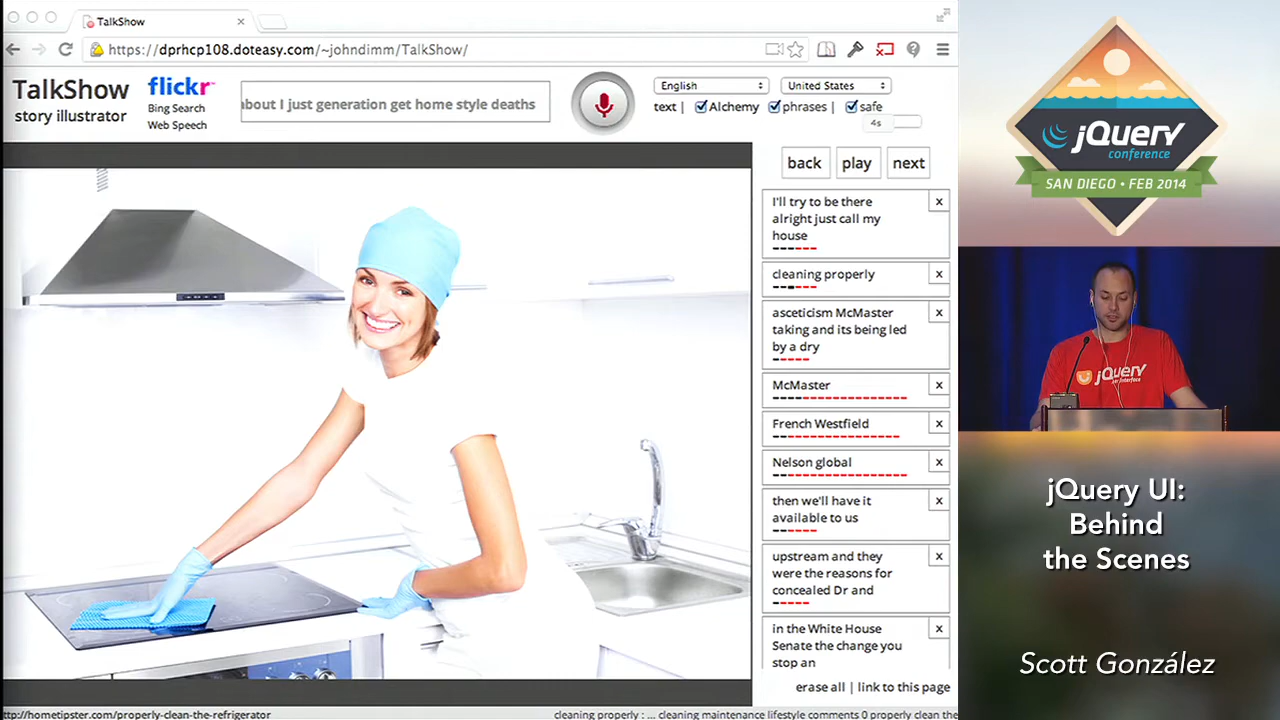 TalkShow
https://dprhcp108.doteasy.com/~johndimm/TalkShow/
TalkShow
story illustrator
flickr
Bing Search
Web Speech
about I just generation get home style deaths
English
United States
text |
Alchemy
phrases |
safe
4s
back
play
next
I'll try to be there
alright just call my
house
x
cleaning properly
x
asceticism McMaster
taking and its being led
by a dry
x
McMaster
x
French Westfield
x
Nelson global
x
then we'll have it
available to us
x
upstream and they
were the reasons for
concealed Dr and
x
in the White House
Senate the change you
stop an
x
erase all | link to this page
http://hometipster.com/properly-clean-the-refrigerator
cleaning properly : ... cleaning maintenance lifestyle comments 0 properly clean the
jQuery
conference
SAN DIEGO • FEB 2014
jQuery
jQuery UI:
Behind
the Scenes
Scott González